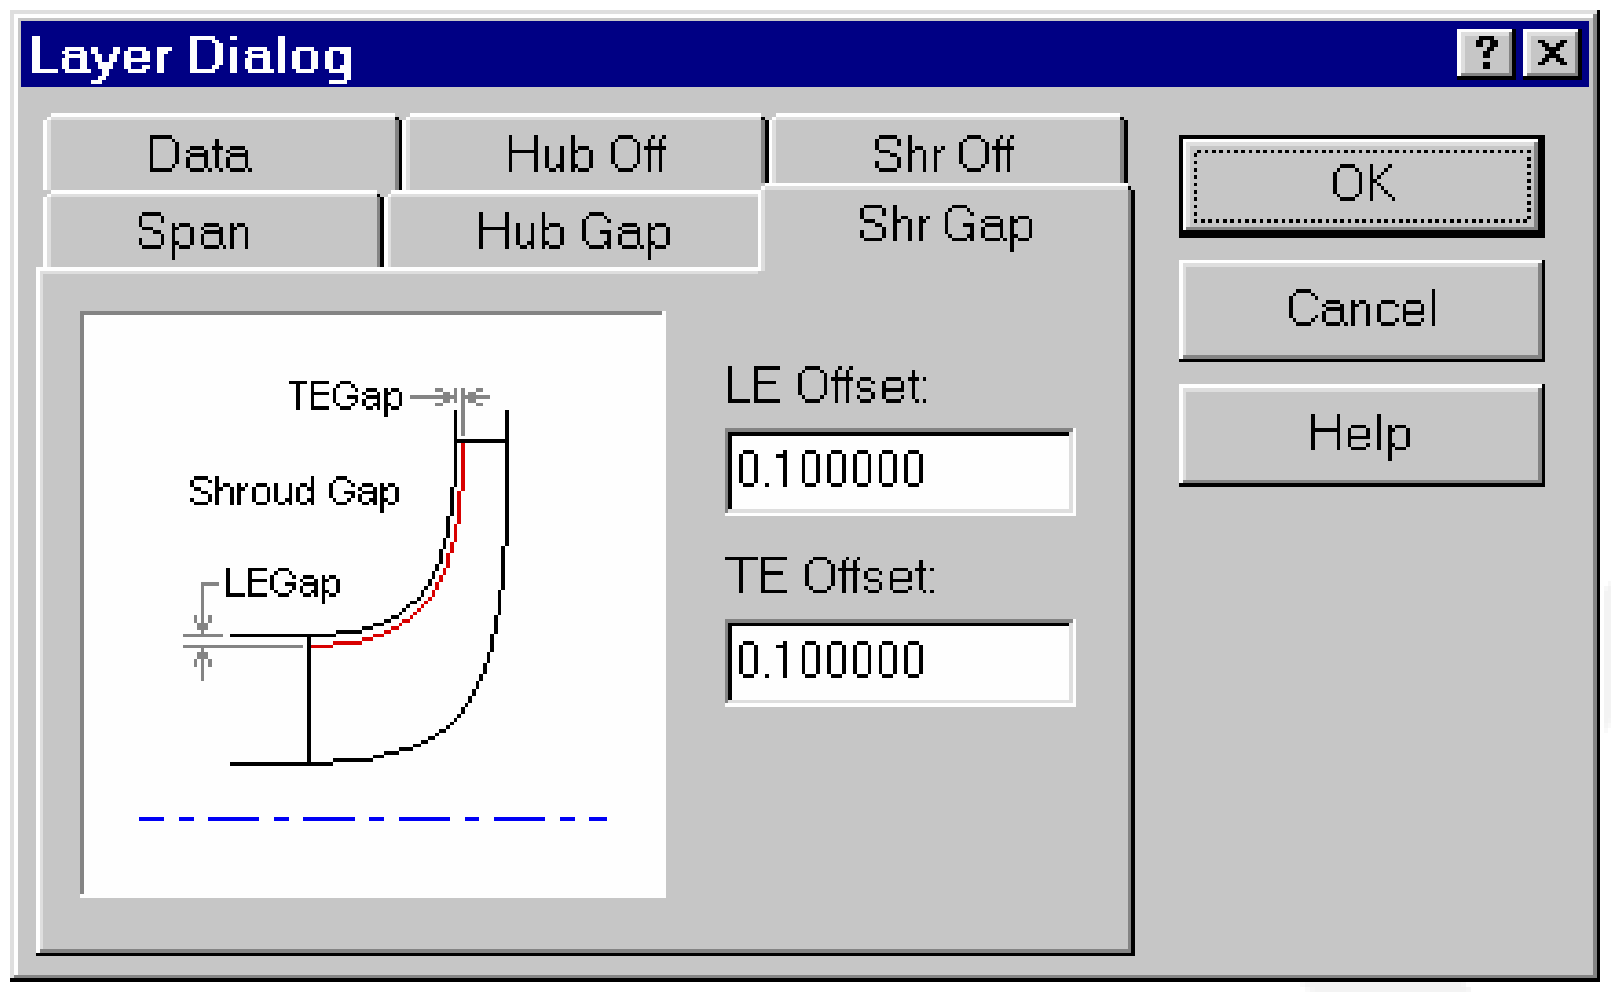 Layer Dialog
Data Hub Off Shr Off
Span Hub Gap Shr Gap
TEGap
Shroud Gap
LEGap
LE Offset:
0.100000
TE Offset:
0.100000
OK
Cancel
Help